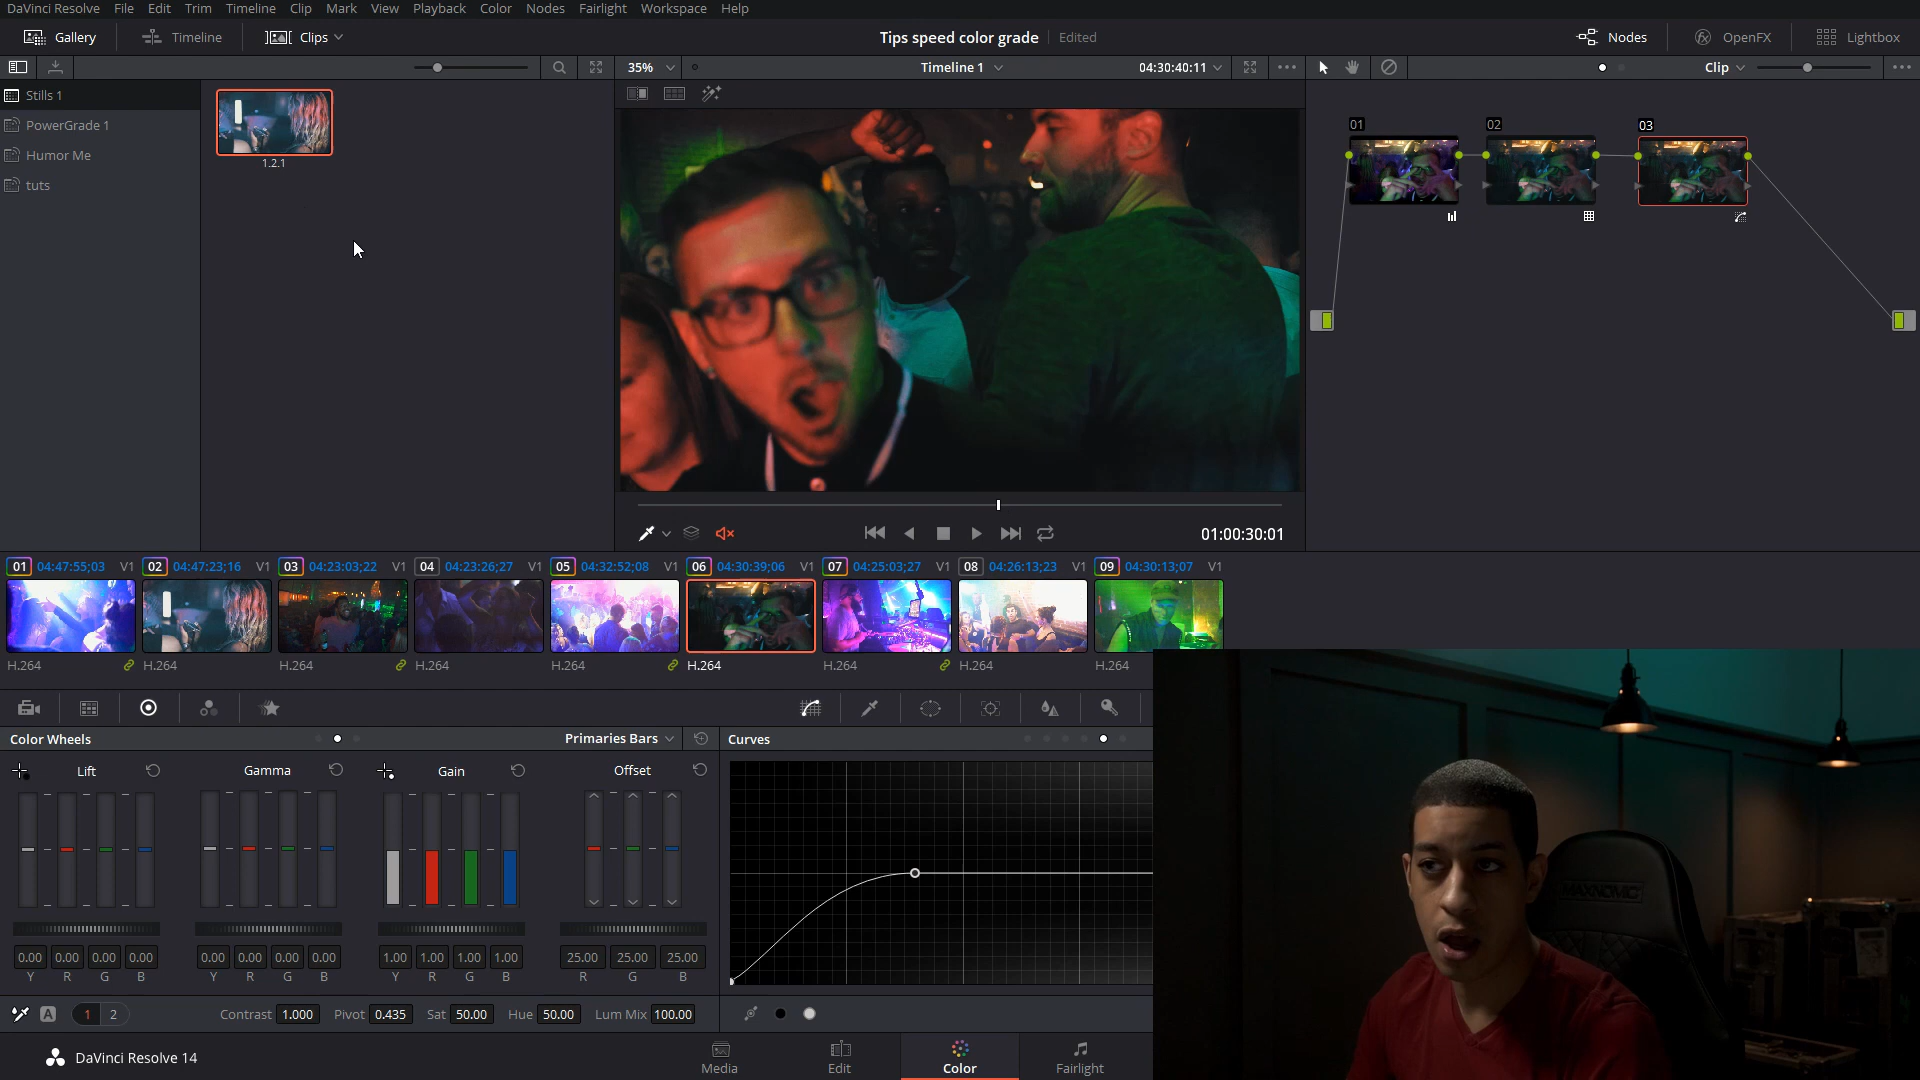 DaVinci Resolve File Edit Trim Timeline Clip Mark View Playback Color Nodes Fairlight Workspace Help
Gallery Timeline Clips Tips speed color grade Edited Nodes OpenFX Lightbox
35% Timeline 1 04:30:40:11 Clip
Stills 1
PowerGrade 1
Humor Me
tuts
1.2.1
01 02 03
01:00:30:01
01 04:47:55;03 V1 02 04:47:23;16 V1 03 04:23:03;22 V1 04 04:23:26;27 V1 05 04:32:52;08 V1 06 04:30:39;06 V1 07 04:25:03;27 V1 08 04:26:13;23 V1 09 04:30:13;07 V1
H.264 H.264 H.264 H.264 H.264 H.264 H.264 H.264 H.264
Color Wheels Primaries Bars Curves
Lift Gamma Gain Offset
0.00 0.00 0.00 0.00 0.00 0.00 0.00 0.00 1.00 1.00 1.00 1.00 25.00 25.00 25.00
Y R G B Y R G B Y R G B R G B
A 1 2 Contrast 1.000 Pivot 0.435 Sat 50.00 Hue 50.00 Lum Mix 100.00
DaVinci Resolve 14 Media Edit Color Fairlight
MAXNOMIC